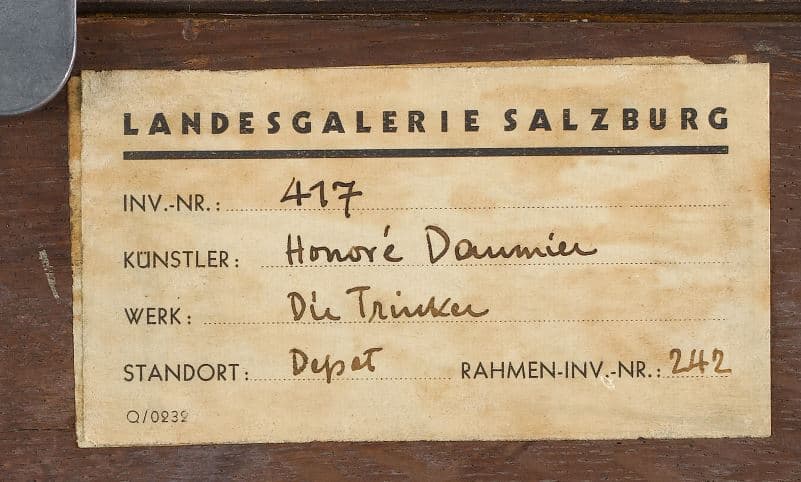 LANDESGALERIE SALZBURG
INV.-NR.: 417
KÜNSTLER: Honoré Daumier
WERK: Die Trinker
STANDORT: Depot RAHMEN-INV.-NR.: 242
Q/0232